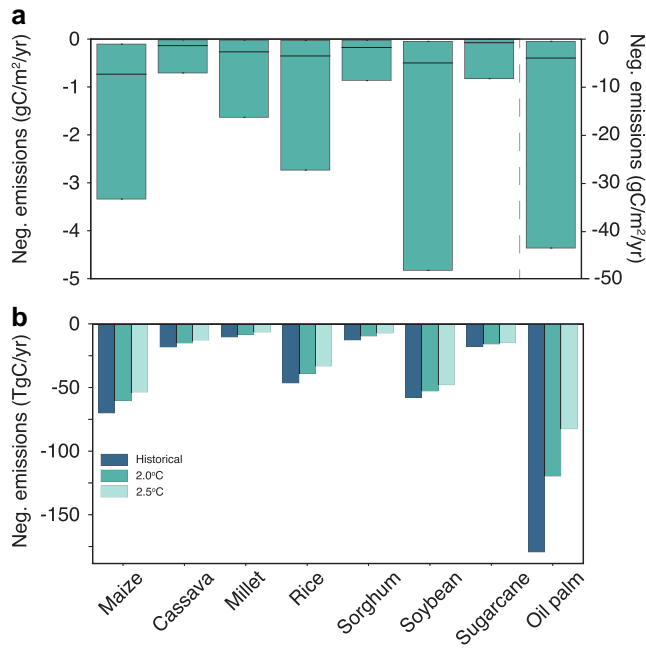 a
Neg. emissions (gC/m²/yr)
0
-1
-2
-3
-4
-5
0
-10
-20
-30
-40
-50
Neg. emissions (gC/m²/yr)
b
Neg. emissions (TgC/yr)
0
-50
-100
-150
Historical
2.0°C
2.5°C
Maize
Cassava
Millet
Rice
Sorghum
Soybean
Sugarcane
Oil palm